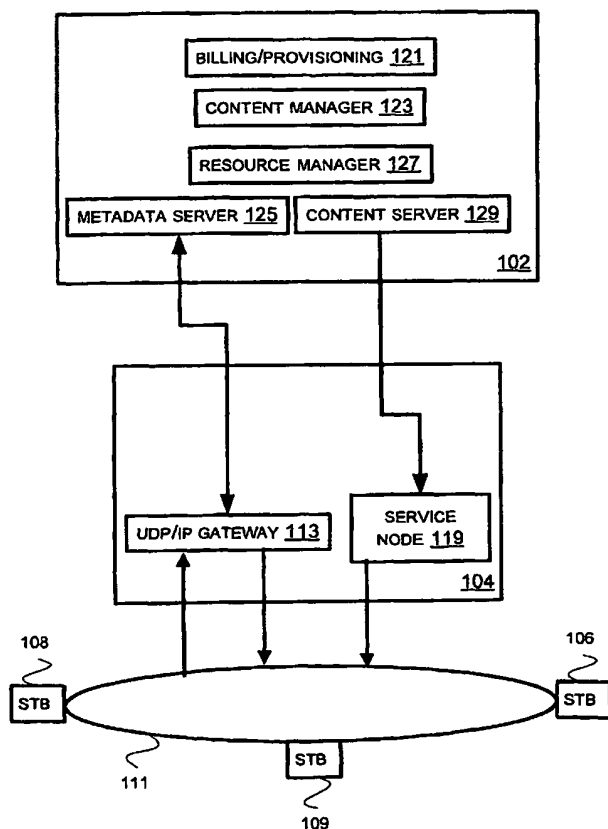 BILLING/PROVISIONING 121
CONTENT MANAGER 123
RESOURCE MANAGER 127
METADATA SERVER 125
CONTENT SERVER 129
102
UDP/IP GATEWAY 113
SERVICE
NODE 119
104
108
106
STB
STB
STB
111
109